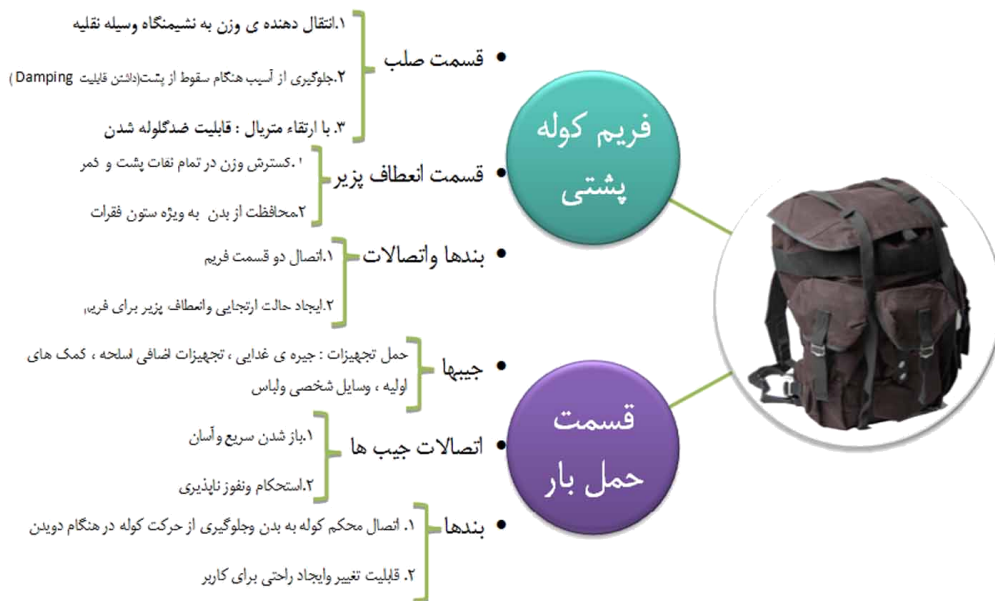 فریم کوله
پشتی
• قسمت صلب
۱.انتقال دهنده ی وزن به نشیمنگاه وسیله نقلیه
۲.جلوگیری از آسیب هنگام سقوط از پشت(داشتن قابلیت Damping)
۳. با ارتقاء متریال : قابلیت ضدگلوله شدن
• قسمت انعطاف پزیر
۱.گسترش وزن در تمام نقات پشت و کمر
۲.محافظت از بدن به ویژه ستون فقرات
• بندها واتصالات
۱.اتصال دو قسمت فریم
۲.ایجاد حالت ارتجایی وانعطاف پزیر برای فریم
قسمت
حمل بار
• جیبها
حمل تجهیزات : جیره ی غدایی ، تجهیزات اضافی اسلحه ، کمک های
اولیه ، وسایل شخصی ولباس
• اتصالات جیب ها
۱.باز شدن سریع وآسان
۲.استحکام ونفوز ناپذیری
• بندها
۱. اتصال محکم کوله به بدن وجلوگیری از حرکت کوله در هنگام دویدن
۲. قابلیت تغییر وایجاد راحتی برای کاربر